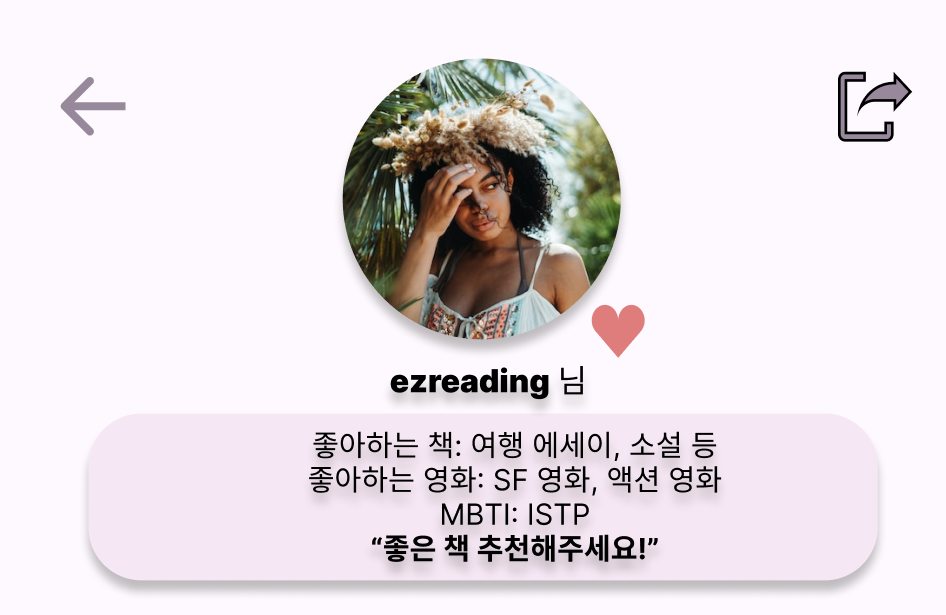 ezreading 님
좋아하는 책: 여행 에세이, 소설 등
좋아하는 영화: SF 영화, 액션 영화
MBTI: ISTP
“좋은 책 추천해주세요!”